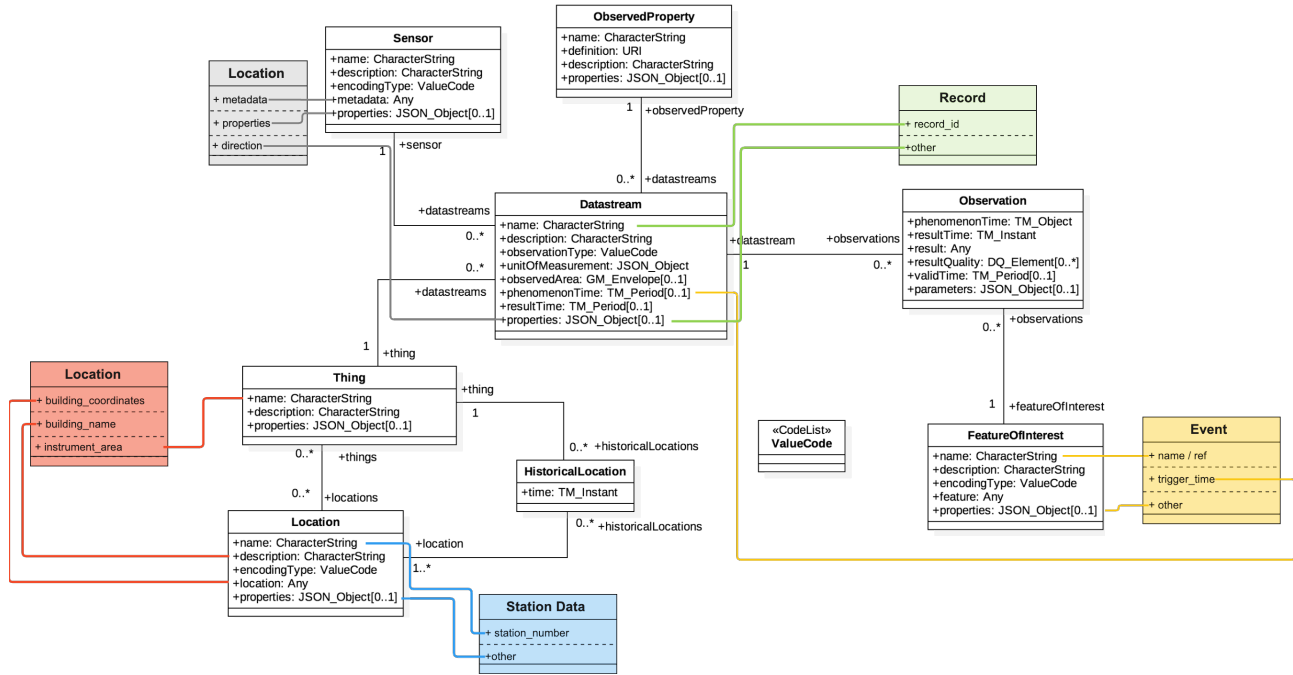 ObservedProperty
+name: CharacterString
+definition: URI
+description: CharacterString
+properties: JSON_Object[0..1]
1
+observedProperty
Sensor
+name: CharacterString
+description: CharacterString
+encodingType: ValueCode
+metadata: Any
+properties: JSON_Object[0..1]
1
+sensor
Location
+ metadata
+ properties
+ direction
Record
+ record_id
+other
0..*
+datastreams
+datastreams
0..*
0..*
+datastreams
Datastream
+name: CharacterString
+description: CharacterString
+observationType: ValueCode
+unitOfMeasurement: JSON_Object
+observedArea: GM_Envelope[0..1]
+phenomenonTime: TM_Period[0..1]
+resultTime: TM_Period[0..1]
+properties: JSON_Object[0..1]
+datastream
1
+observations
0..*
Observation
+phenomenonTime: TM_Object
+resultTime: TM_Instant
+result: Any
+resultQuality: DQ_Element[0..*]
+validTime: TM_Period[0..1]
+parameters: JSON_Object[0..1]
0..*
+observations
1
+thing
Location
+ building_coordinates
+ building_name
+ instrument_area
Thing
+name: CharacterString
+description: CharacterString
+properties: JSON_Object[0..1]
+thing
1
0..*
+things
0..*
+historicalLocations
HistoricalLocation
+time: TM_Instant
0..*
+historicalLocations
«CodeList»
ValueCode
1
+featureOfInterest
FeatureOfInterest
+name: CharacterString
+description: CharacterString
+encodingType: ValueCode
+feature: Any
+properties: JSON_Object[0..1]
Event
+ name / ref
+ trigger_time
+ other
0..*
+locations
Location
+name: CharacterString
+description: CharacterString
+encodingType: ValueCode
+location: Any
+properties: JSON_Object[0..1]
+location
1..*
Station Data
+ station_number
+other